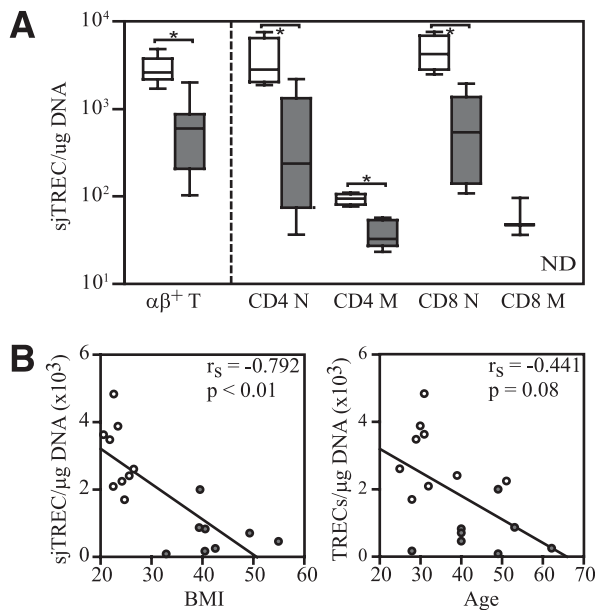 A
sjTREC/ug DNA
10⁴
10³
10²
10¹
*
*
*
*
ND
αβ⁺ T
CD4 N
CD4 M
CD8 N
CD8 M
B
sjTREC/µg DNA (x10³)
6
4
2
0
rₛ = -0.792
p < 0.01
20
30
40
50
60
BMI
TRECs/µg DNA (x10³)
6
4
2
0
rₛ = -0.441
p = 0.08
20
30
40
50
60
70
Age